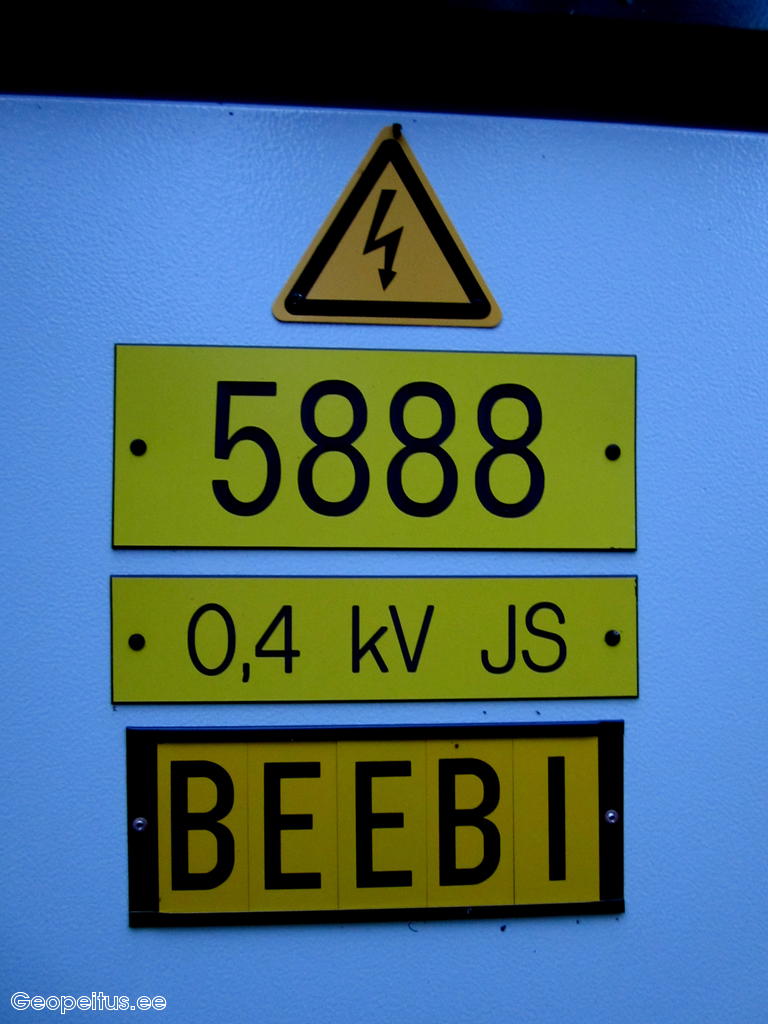 5888
0,4 kV JS
BEEBI
Geopeitus.ee